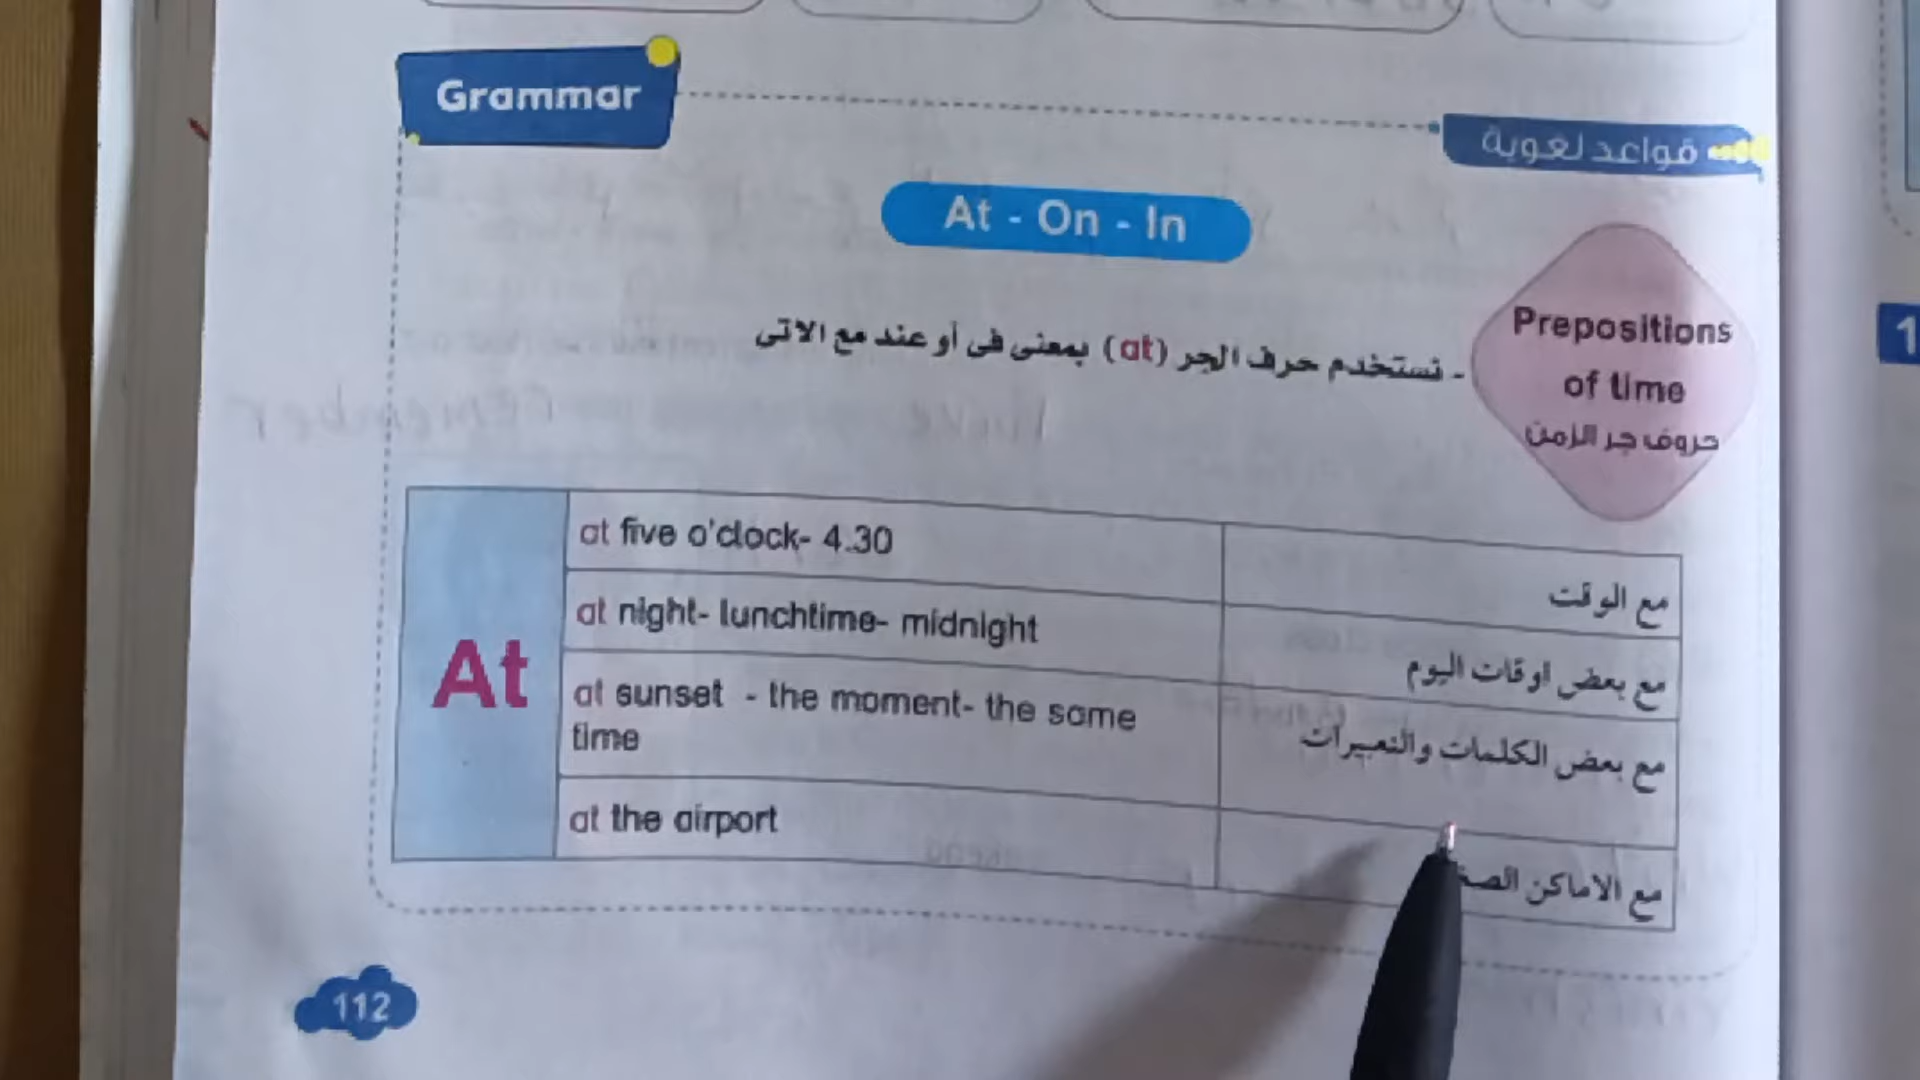 Grammar
قواعد لغوية
At - On - In
Prepositions
of time
حروف جر الزمن
- نستخدم حرف الجر (at) بمعنى فى أو عند مع الاتى
At
at five o'clock- 4.30
مع الوقت
at night- lunchtime- midnight
مع بعض اوقات اليوم
at sunset - the moment- the same
time
مع بعض الكلمات والتعبيرات
at the airport
مع الاماكن
112
1